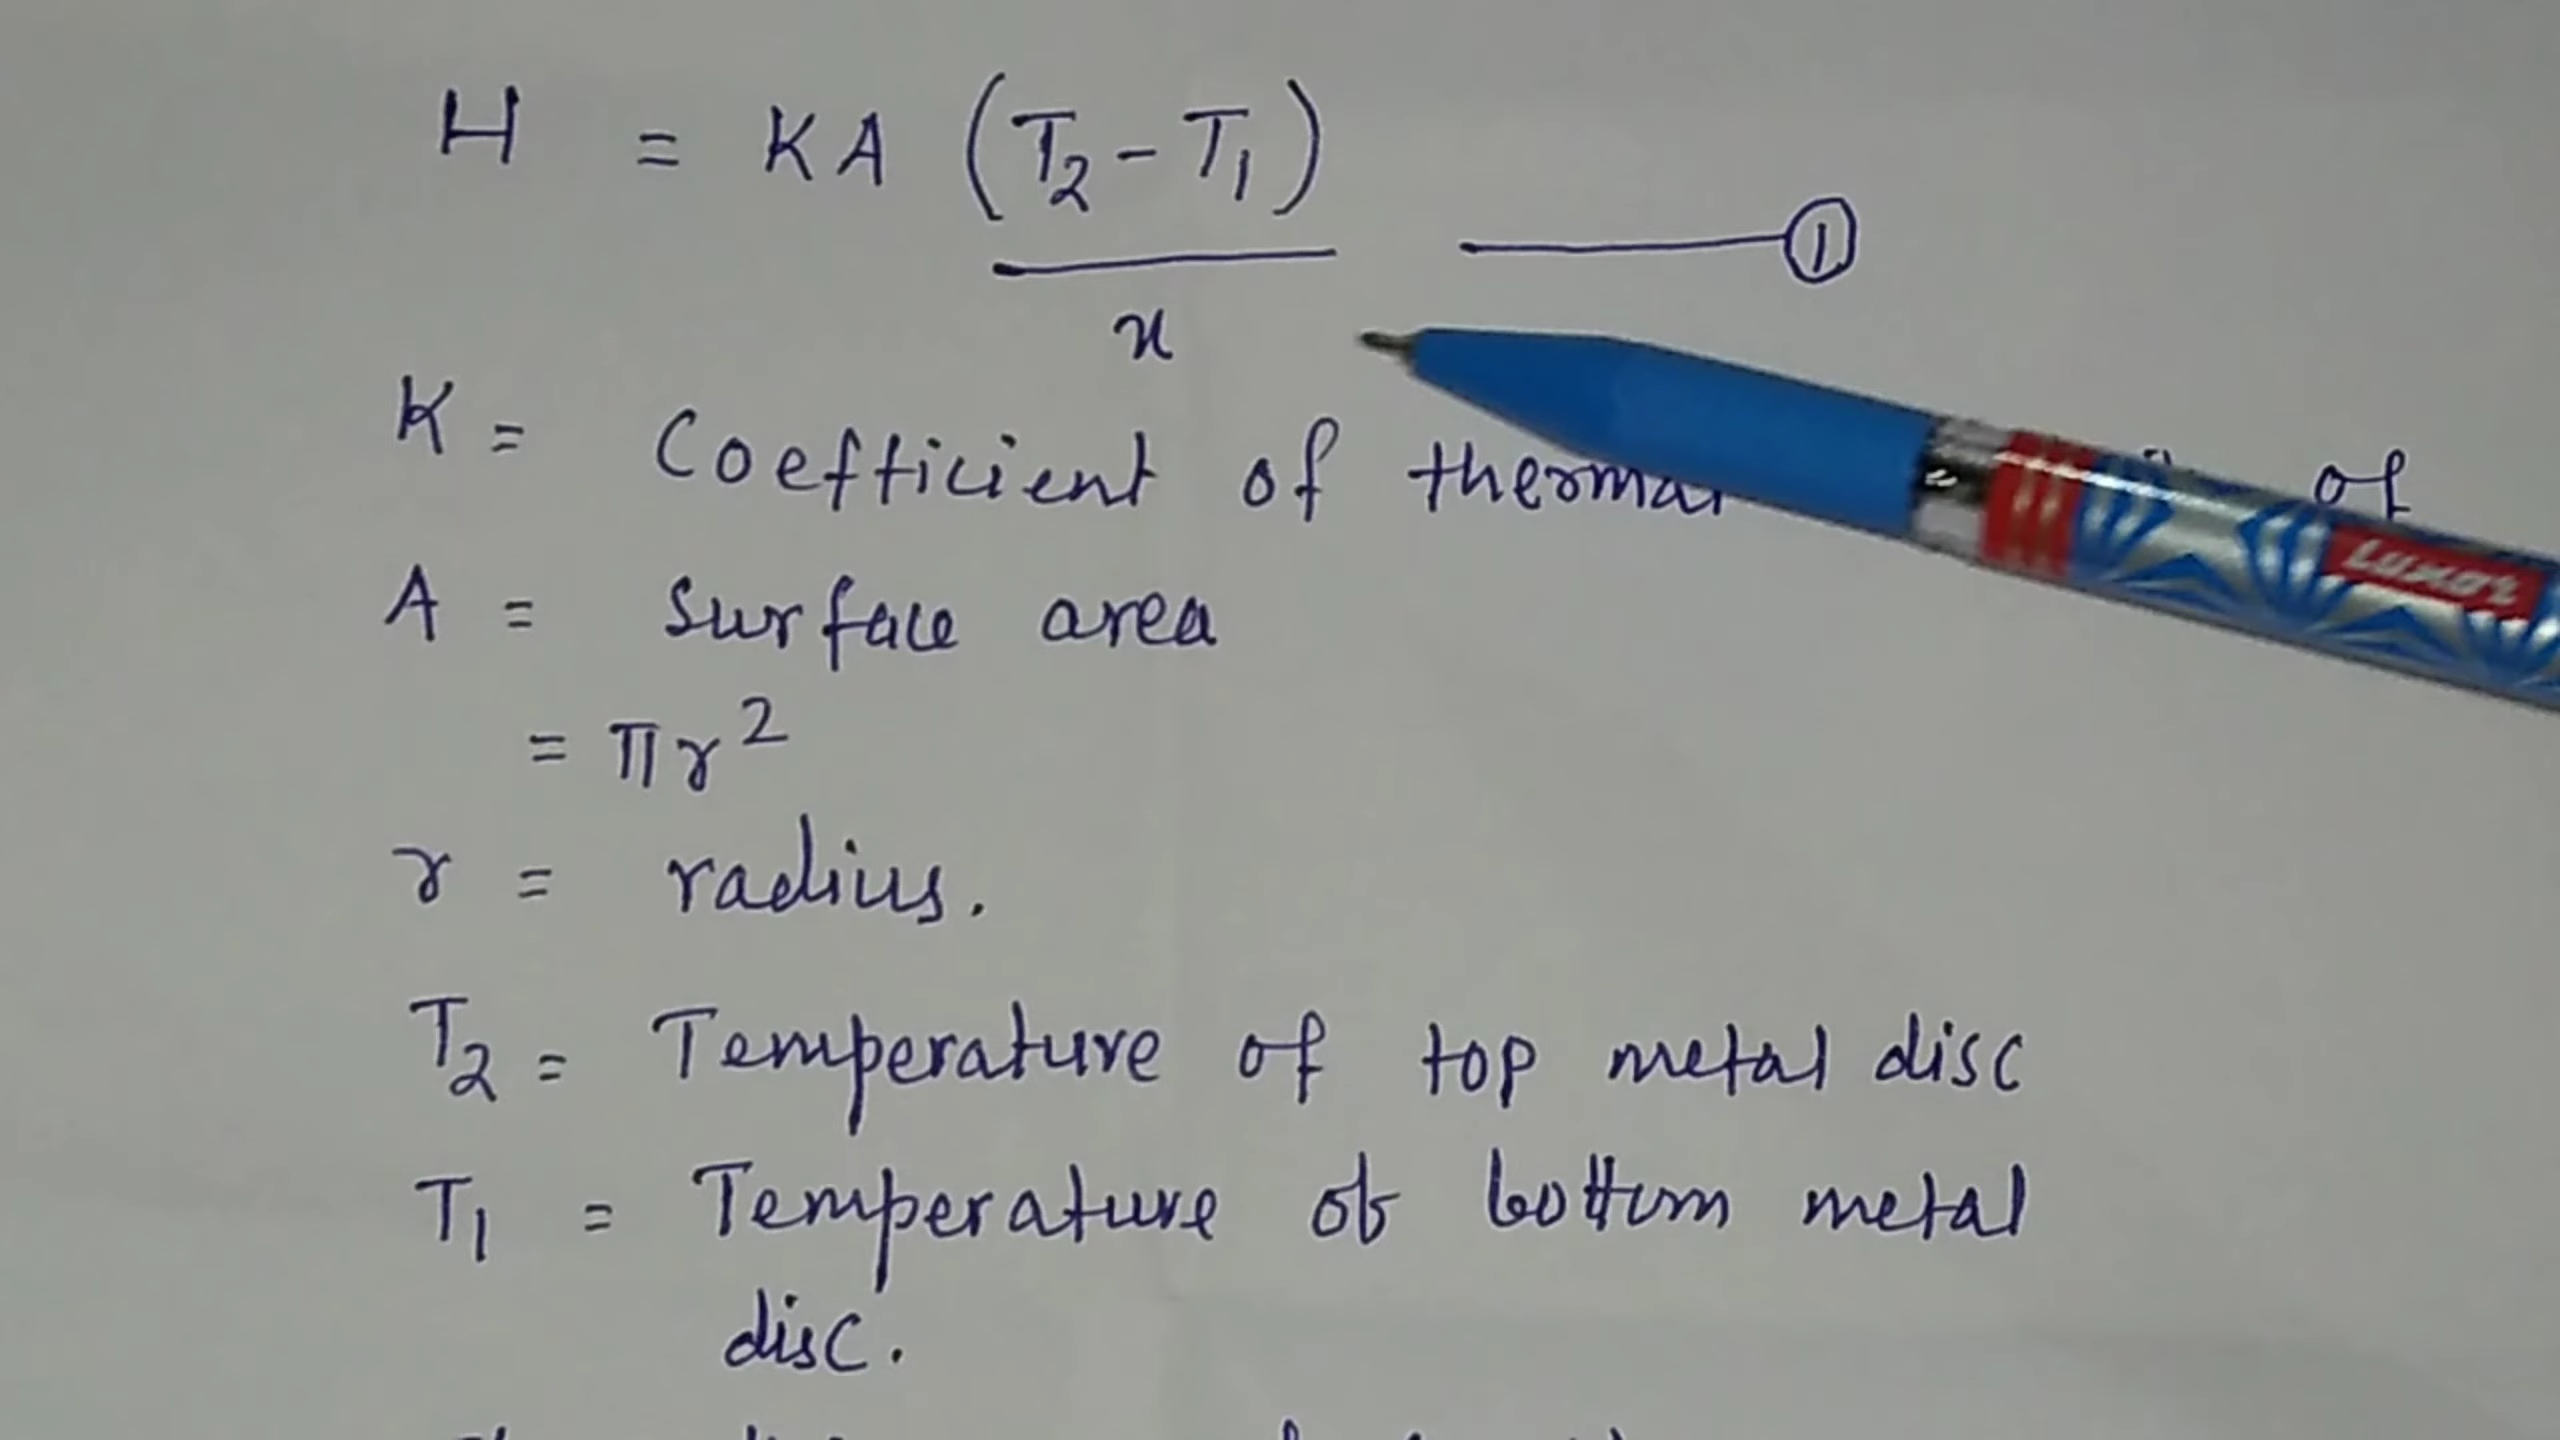 H = KA (T₂ - T₁) / x ——— ①
K = Coefficient of thermal of
A = Surface area
= πr²
r = radius.
T₂ = Temperature of top metal disc
T₁ = Temperature of bottom metal
disc.
Luxor